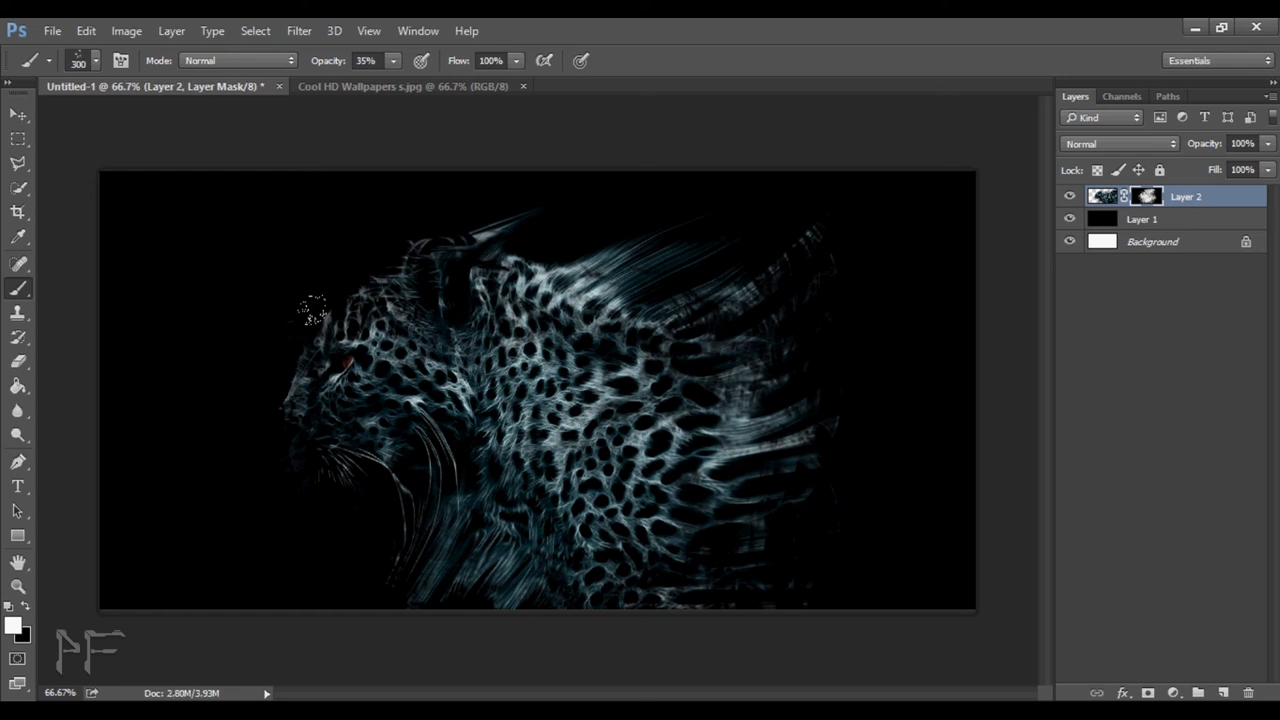 Ps File Edit Image Layer Type Select Filter 3D View Window Help
300 Mode: Normal Opacity: 35% Flow: 100% Essentials
Untitled-1 @ 66.7% (Layer 2, Layer Mask/8) * × Cool HD Wallpapers s.jpg @ 66.7% (RGB/8) ×
Layers Channels Paths
Kind
Normal Opacity: 100%
Lock: Fill: 100%
Layer 2
Layer 1
Background
PF
66.67% Doc: 2.80M/3.93M